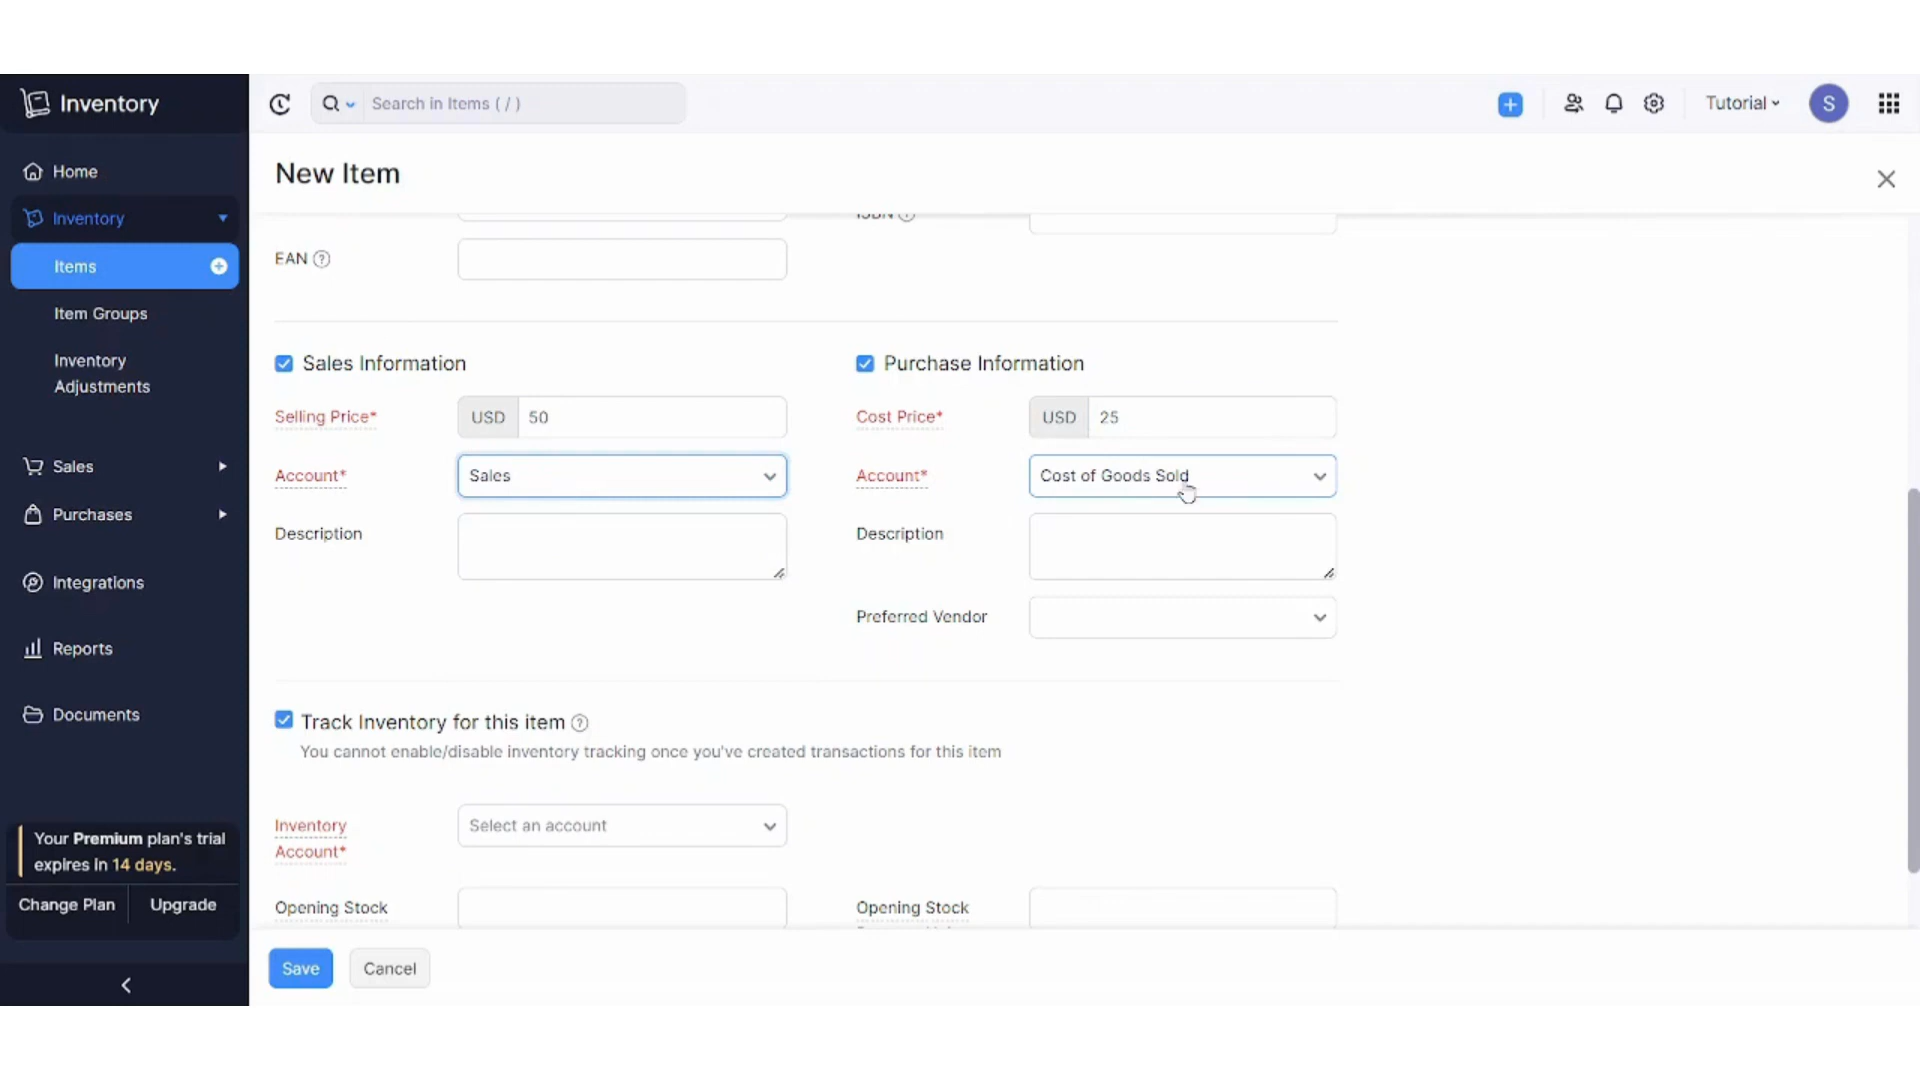 Inventory
Search in Items ( / )
Tutorial
S
Home
Inventory
Items
Item Groups
Inventory
Adjustments
Sales
Purchases
Integrations
Reports
Documents
Your Premium plan's trial
expires in 14 days.
Change Plan
Upgrade
New Item
ISBN
EAN
Sales Information
Purchase Information
Selling Price*
USD
50
Cost Price*
USD
25
Account*
Sales
Account*
Cost of Goods Sold
Description
Description
Preferred Vendor
Track Inventory for this item
You cannot enable/disable inventory tracking once you've created transactions for this item
Inventory
Account*
Select an account
Opening Stock
Opening Stock
Save
Cancel